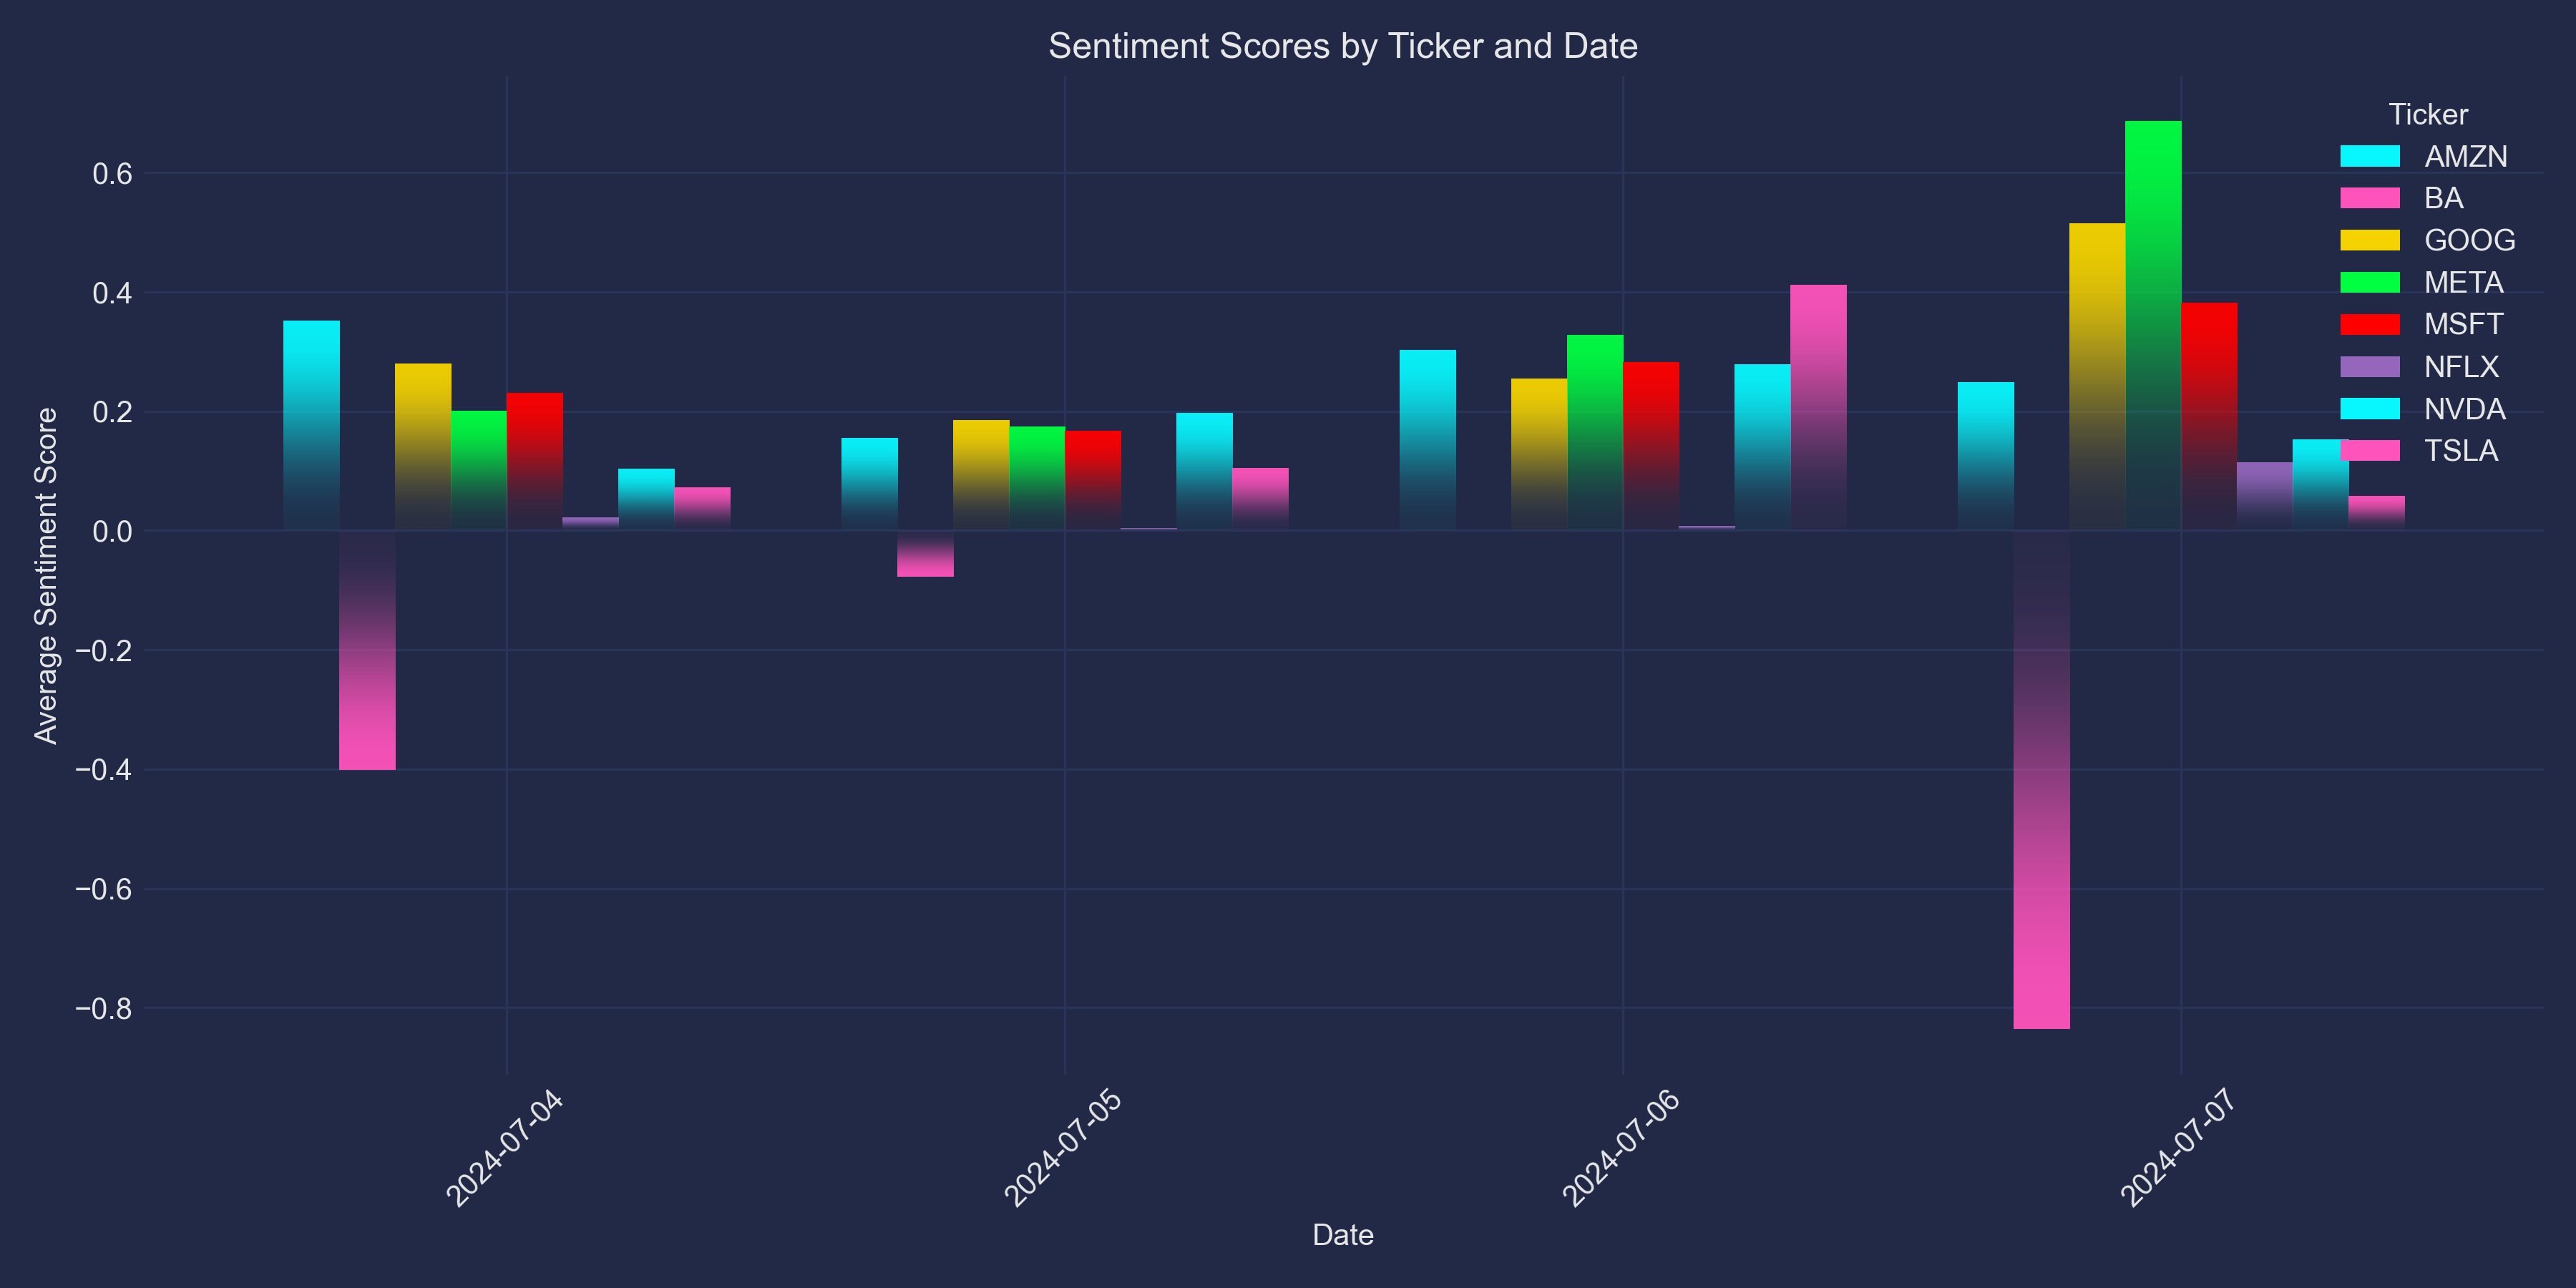 Sentiment Scores by Ticker and Date
Ticker
AMZN
BA
GOOG
META
MSFT
NFLX
NVDA
TSLA
Average Sentiment Score
0.6
0.4
0.2
0.0
−0.2
−0.4
−0.6
−0.8
2024-07-04
2024-07-05
2024-07-06
2024-07-07
Date